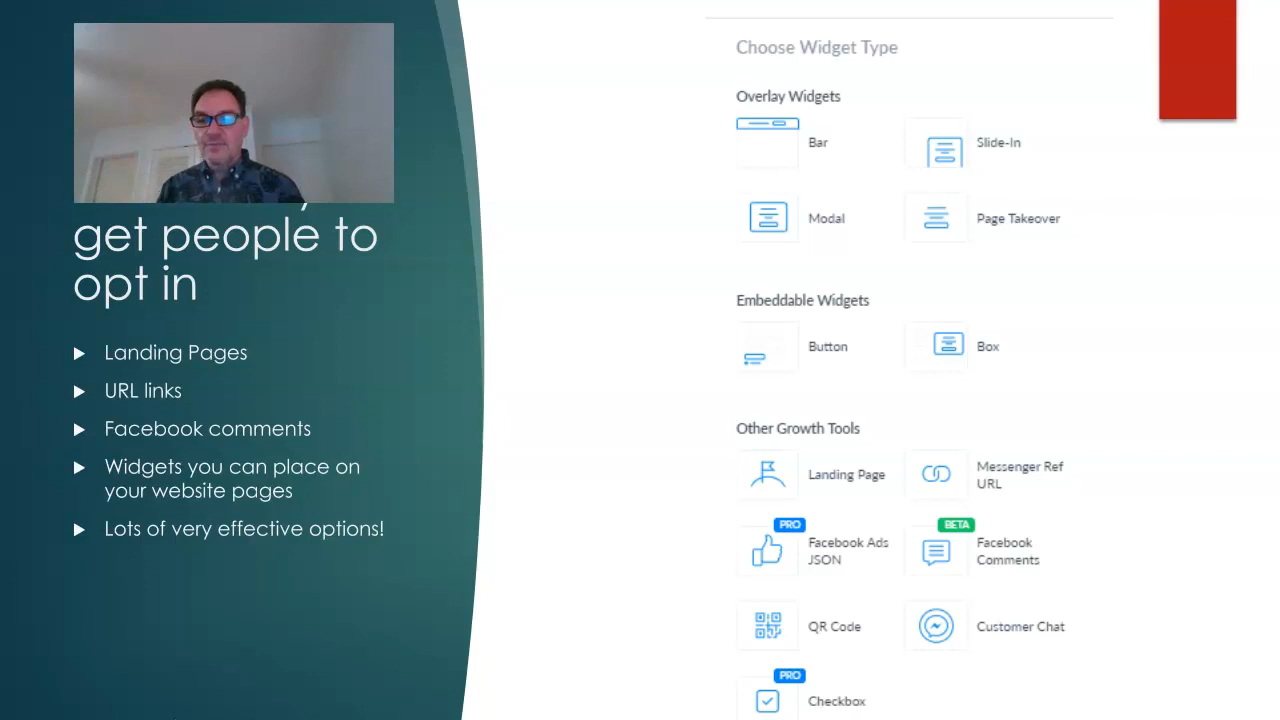 get people to
opt in
Landing Pages
URL links
Facebook comments
Widgets you can place on
your website pages
Lots of very effective options!
Choose Widget Type
Overlay Widgets
Bar
Slide-In
Modal
Page Takeover
Embeddable Widgets
Button
Box
Other Growth Tools
Landing Page
Messenger Ref
URL
PRO
Facebook Ads
JSON
BETA
Facebook
Comments
QR Code
Customer Chat
PRO
Checkbox